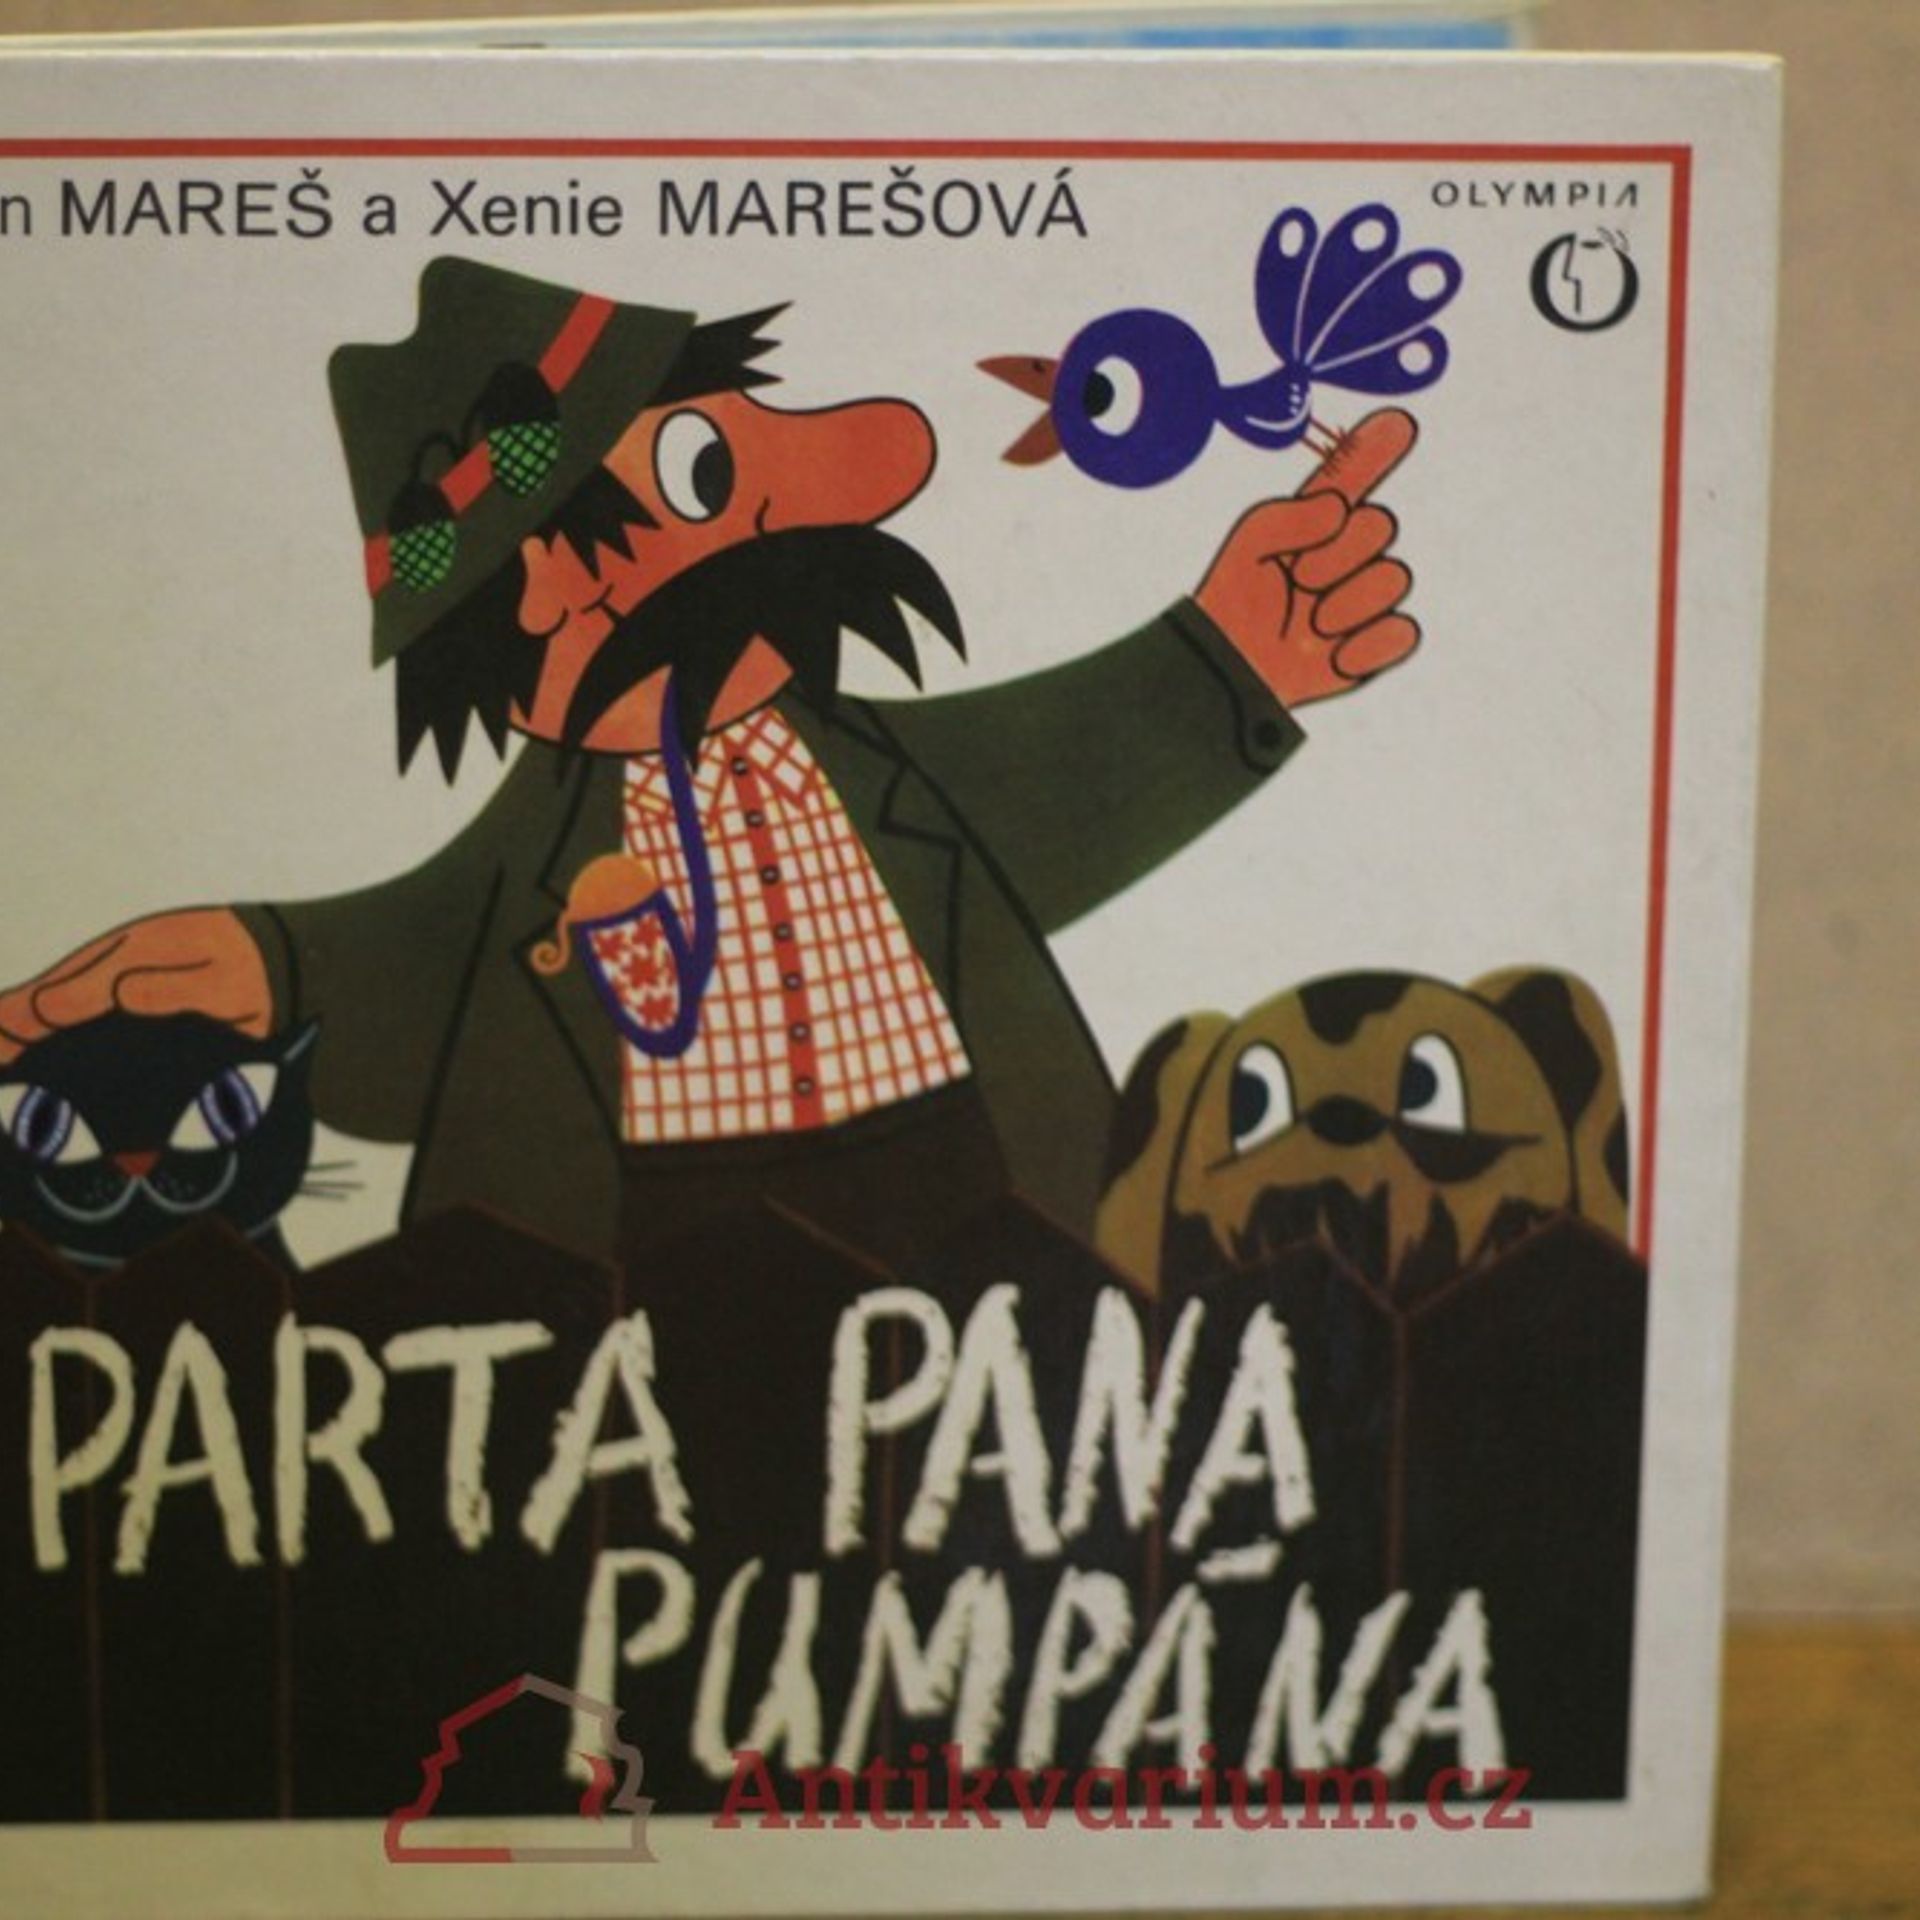 n MAREŠ a Xenie MAREŠOVÁ
OLYMPIA
PARTA PANA
PUMPÁNA
Antikvarium.cz